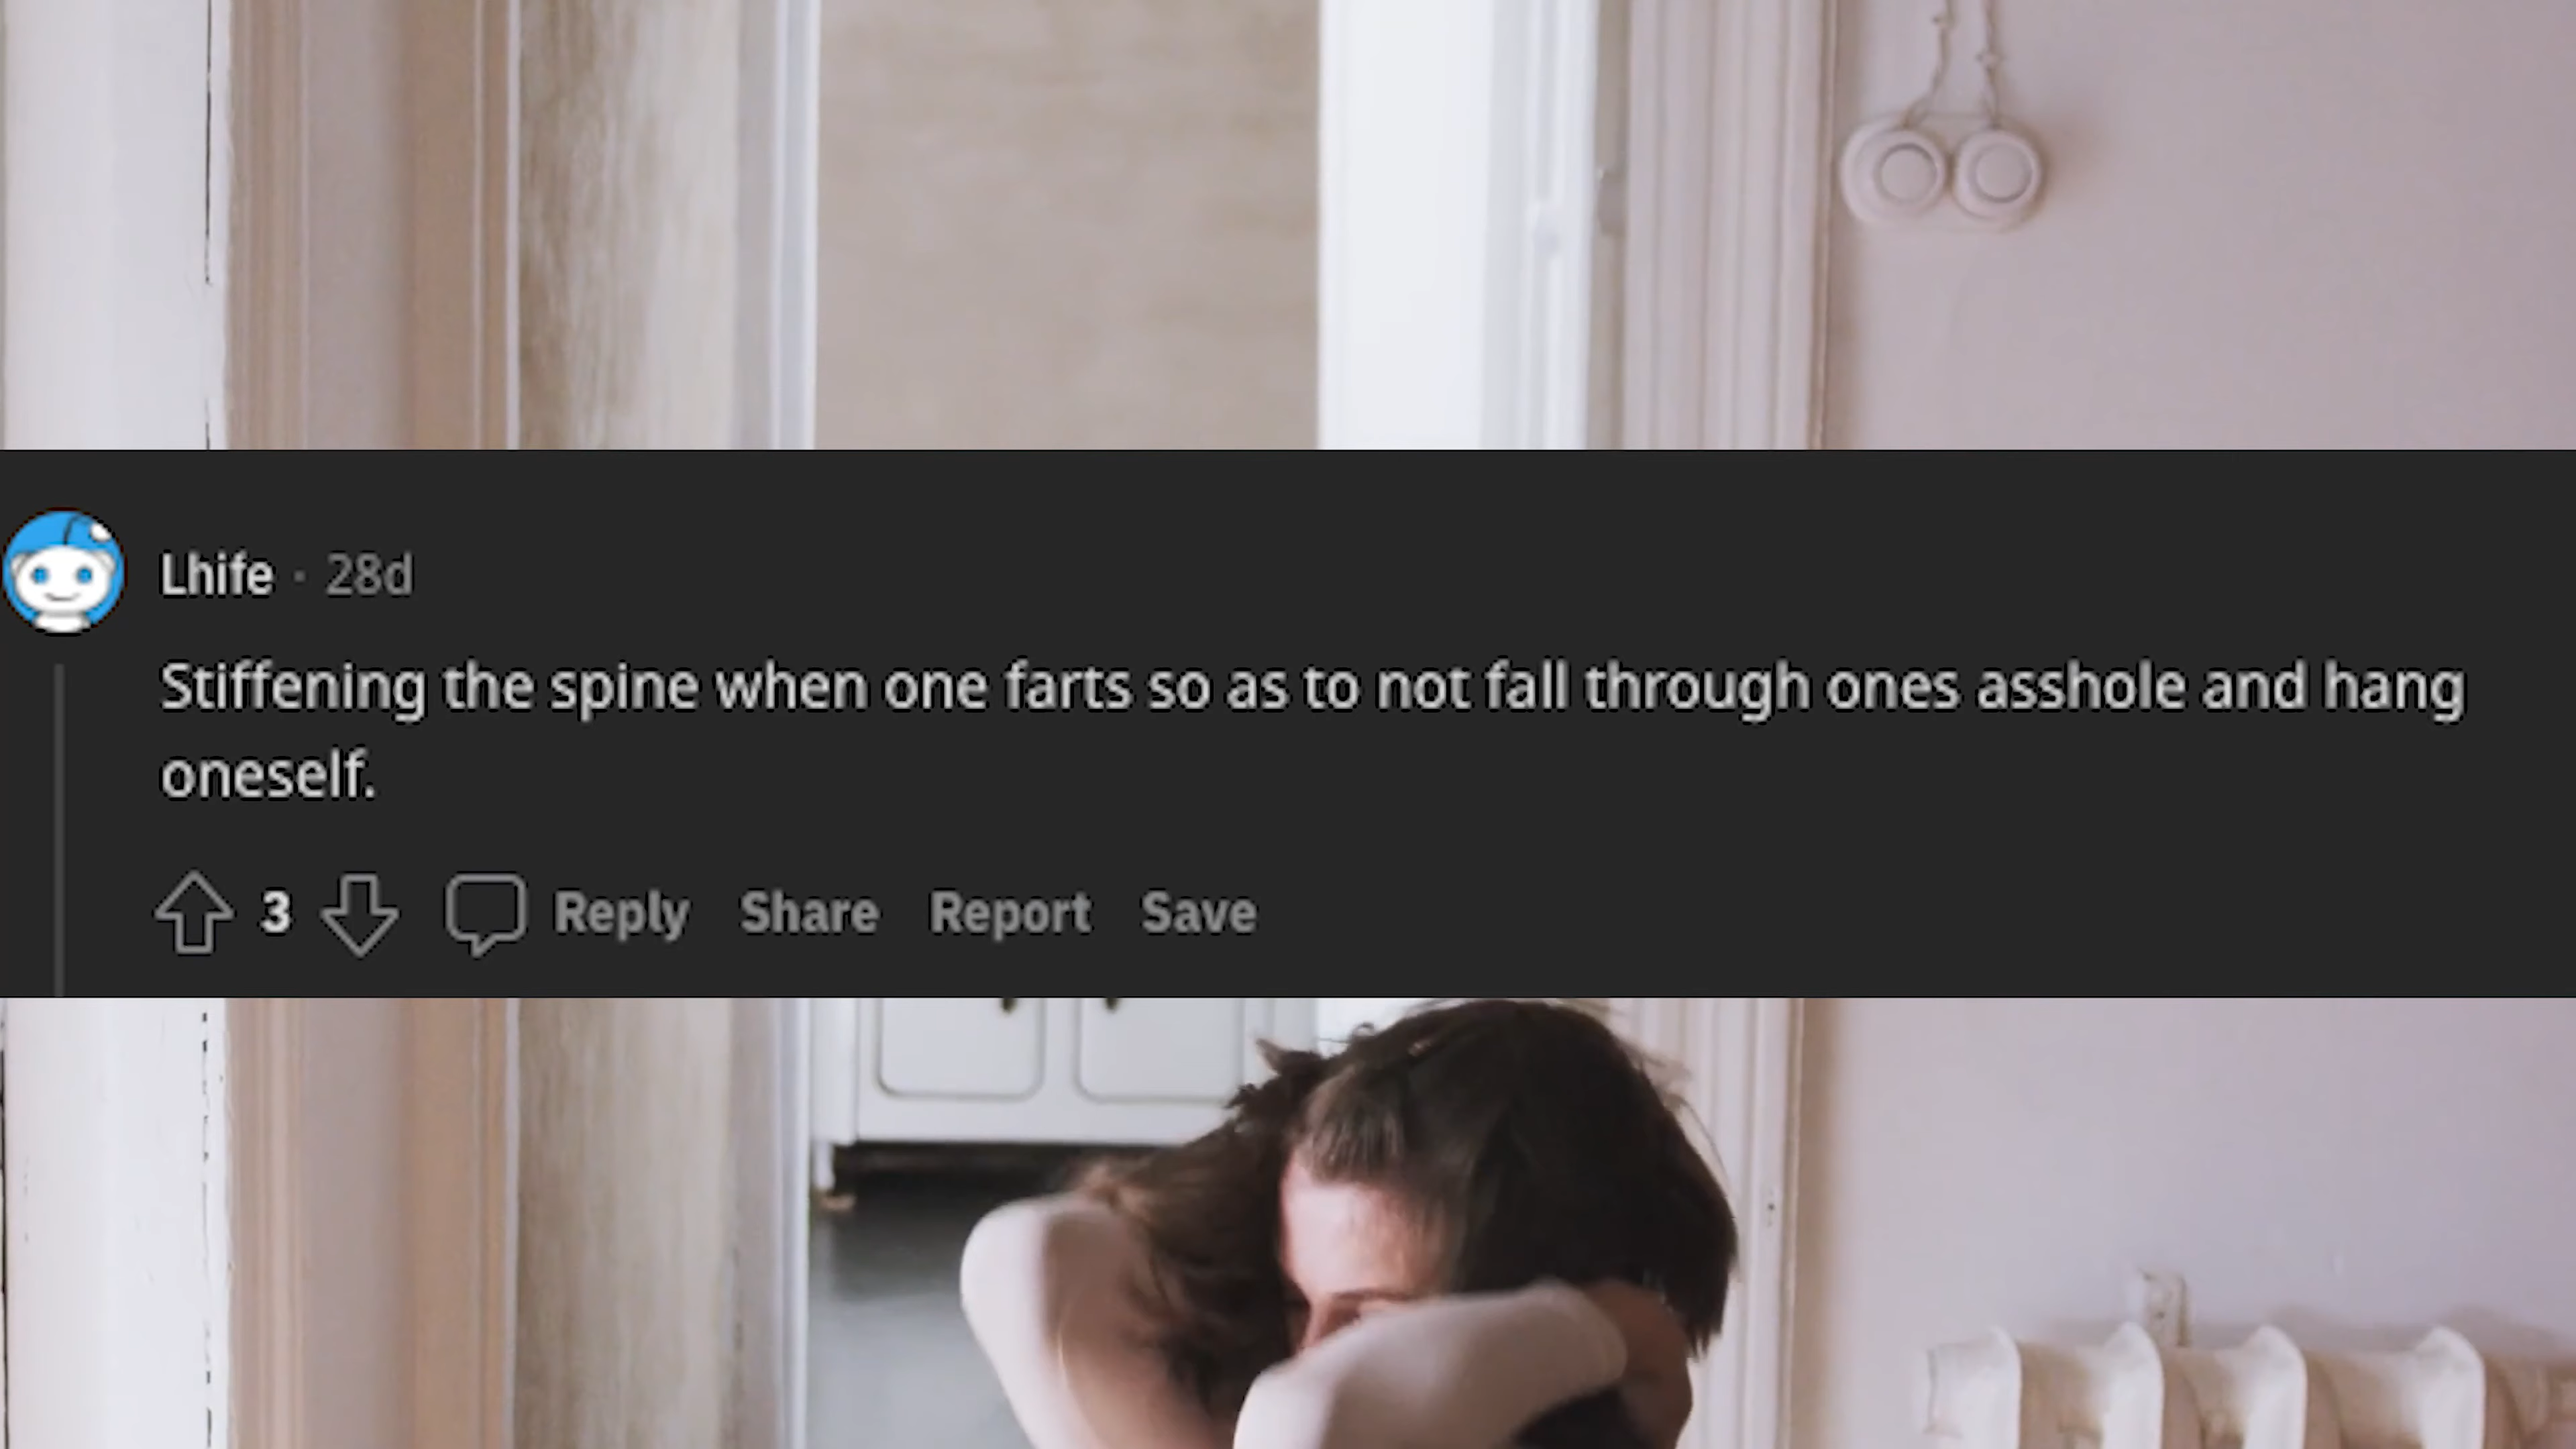 Lhife · 28d
Stiffening the spine when one farts so as to not fall through ones asshole and hang
oneself.
3 Reply Share Report Save